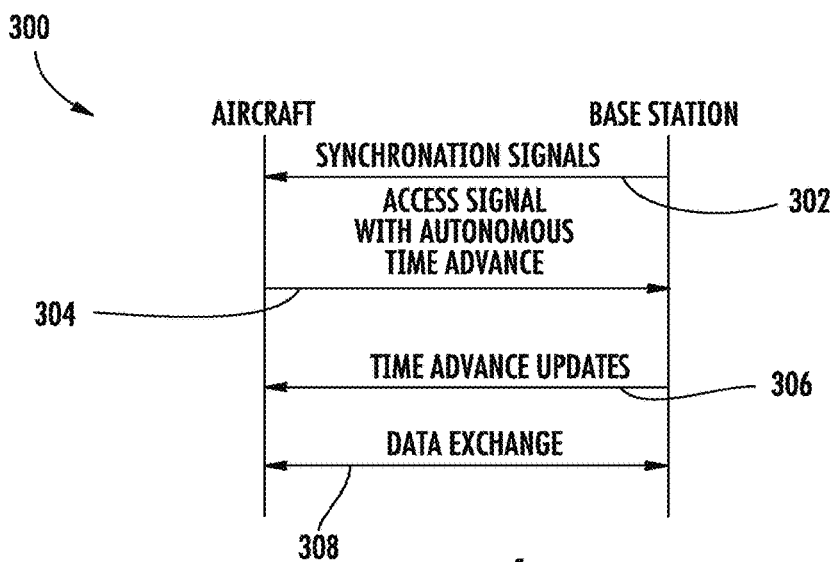 300
AIRCRAFT
BASE STATION
SYNCHRONATION SIGNALS
302
ACCESS SIGNAL
WITH AUTONOMOUS
TIME ADVANCE
304
TIME ADVANCE UPDATES
306
DATA EXCHANGE
308